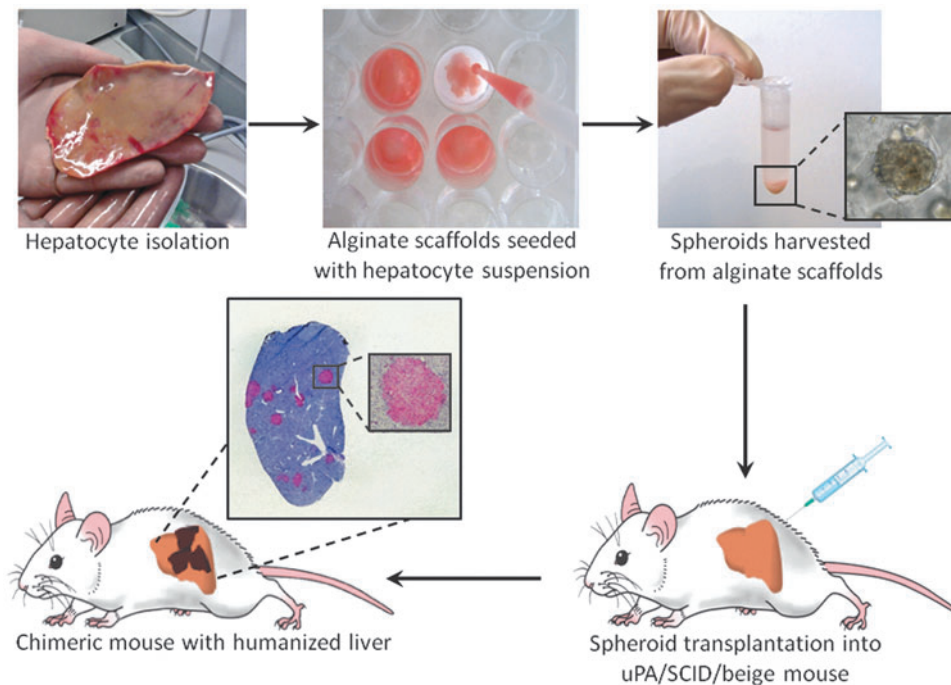 Hepatocyte isolation
Alginate scaffolds seeded
with hepatocyte suspension
Spheroids harvested
from alginate scaffolds
Spheroid transplantation into
uPA/SCID/beige mouse
Chimeric mouse with humanized liver